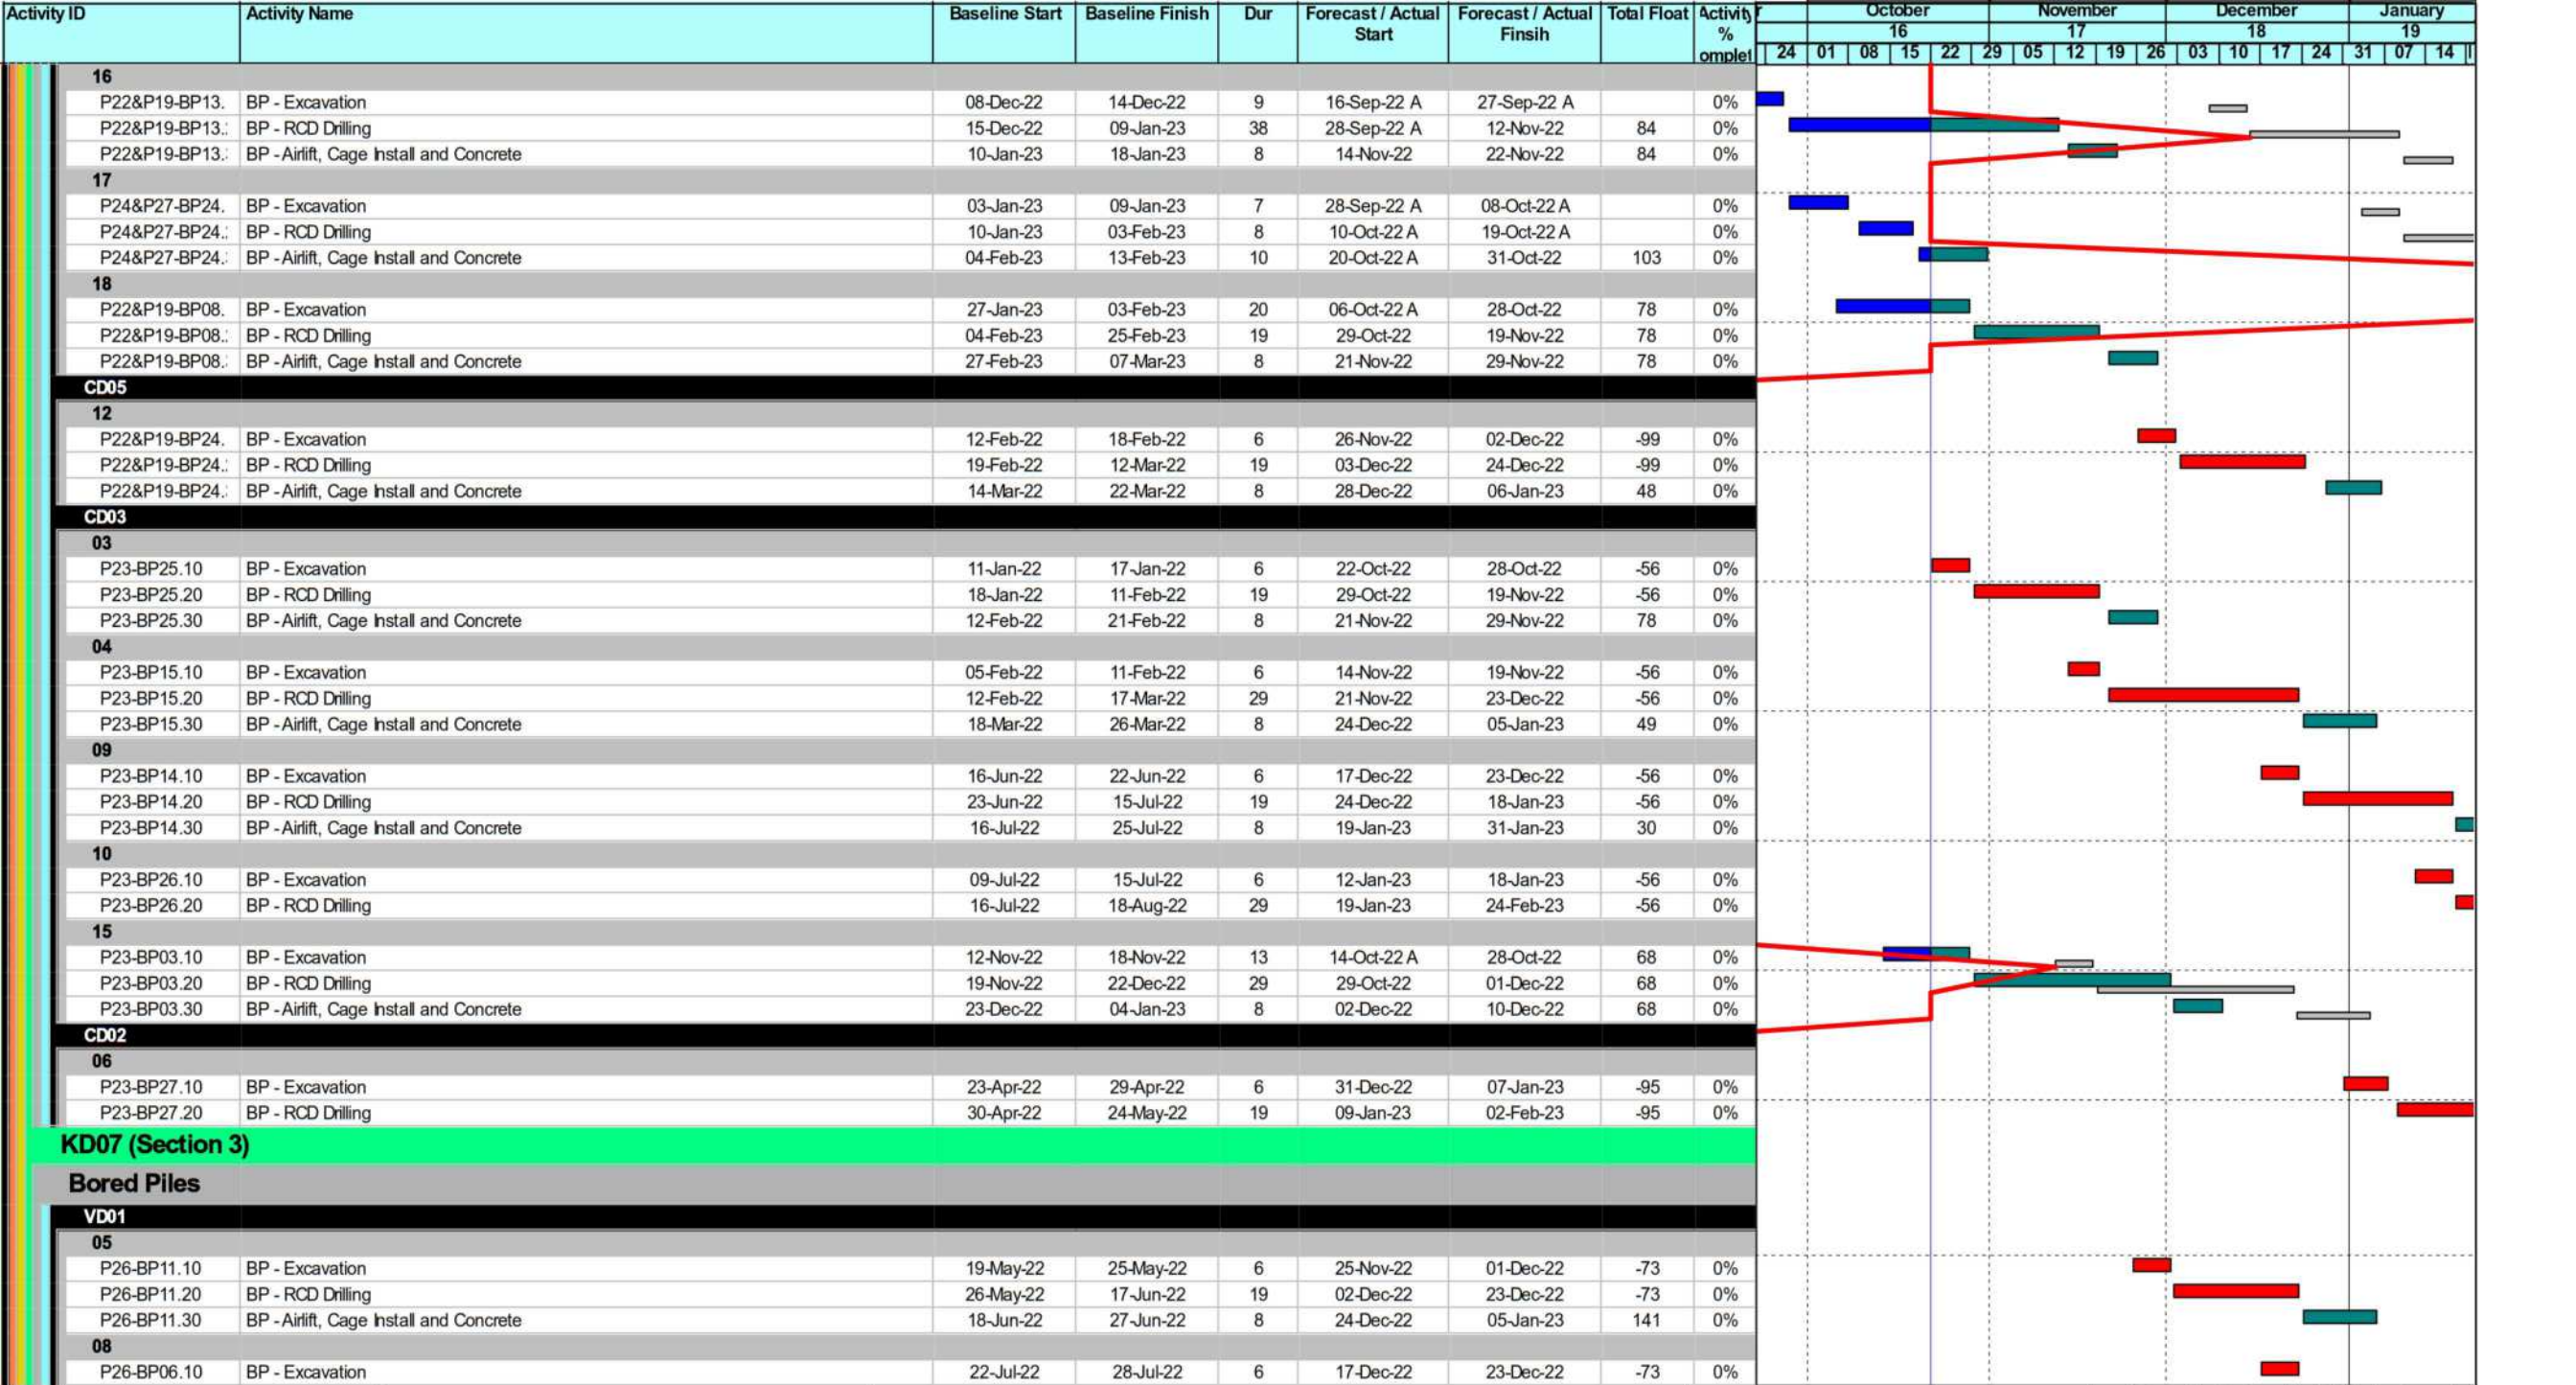 Activity ID Activity Name Baseline Start Baseline Finish Dur Forecast / Actual Forecast / Actual Total Float Activity r October November December January
Start Finsih % 16 17 18 19
omplet 24 01 08 15 22 29 05 12 19 26 03 10 17 24 31 07 14
16
P22&P19-BP13. BP - Excavation 08-Dec-22 14-Dec-22 9 16-Sep-22 A 27-Sep-22 A 0%
P22&P19-BP13. BP - RCD Drilling 15-Dec-22 09-Jan-23 38 28-Sep-22 A 12-Nov-22 84 0%
P22&P19-BP13. BP - Airlift, Cage Install and Concrete 10-Jan-23 18-Jan-23 8 14-Nov-22 22-Nov-22 84 0%
17
P24&P27-BP24. BP - Excavation 03-Jan-23 09-Jan-23 7 28-Sep-22 A 08-Oct-22 A 0%
P24&P27-BP24. BP - RCD Drilling 10-Jan-23 03-Feb-23 8 10-Oct-22 A 19-Oct-22 A 0%
P24&P27-BP24. BP - Airlift, Cage Install and Concrete 04-Feb-23 13-Feb-23 10 20-Oct-22 A 31-Oct-22 103 0%
18
P22&P19-BP08. BP - Excavation 27-Jan-23 03-Feb-23 20 06-Oct-22 A 28-Oct-22 78 0%
P22&P19-BP08. BP - RCD Drilling 04-Feb-23 25-Feb-23 19 29-Oct-22 19-Nov-22 78 0%
P22&P19-BP08. BP - Airlift, Cage Install and Concrete 27-Feb-23 07-Mar-23 8 21-Nov-22 29-Nov-22 78 0%
CD05
12
P22&P19-BP24. BP - Excavation 12-Feb-22 18-Feb-22 6 26-Nov-22 02-Dec-22 -99 0%
P22&P19-BP24. BP - RCD Drilling 19-Feb-22 12-Mar-22 19 03-Dec-22 24-Dec-22 -99 0%
P22&P19-BP24. BP - Airlift, Cage Install and Concrete 14-Mar-22 22-Mar-22 8 28-Dec-22 06-Jan-23 48 0%
CD03
03
P23-BP25.10 BP - Excavation 11-Jan-22 17-Jan-22 6 22-Oct-22 28-Oct-22 -56 0%
P23-BP25.20 BP - RCD Drilling 18-Jan-22 11-Feb-22 19 29-Oct-22 19-Nov-22 -56 0%
P23-BP25.30 BP - Airlift, Cage Install and Concrete 12-Feb-22 21-Feb-22 8 21-Nov-22 29-Nov-22 78 0%
04
P23-BP15.10 BP - Excavation 05-Feb-22 11-Feb-22 6 14-Nov-22 19-Nov-22 -56 0%
P23-BP15.20 BP - RCD Drilling 12-Feb-22 17-Mar-22 29 21-Nov-22 23-Dec-22 -56 0%
P23-BP15.30 BP - Airlift, Cage Install and Concrete 18-Mar-22 26-Mar-22 8 24-Dec-22 05-Jan-23 49 0%
09
P23-BP14.10 BP - Excavation 16-Jun-22 22-Jun-22 6 17-Dec-22 23-Dec-22 -56 0%
P23-BP14.20 BP - RCD Drilling 23-Jun-22 15-Jul-22 19 24-Dec-22 18-Jan-23 -56 0%
P23-BP14.30 BP - Airlift, Cage Install and Concrete 16-Jul-22 25-Jul-22 8 19-Jan-23 31-Jan-23 30 0%
10
P23-BP26.10 BP - Excavation 09-Jul-22 15-Jul-22 6 12-Jan-23 18-Jan-23 -56 0%
P23-BP26.20 BP - RCD Drilling 16-Jul-22 18-Aug-22 29 19-Jan-23 24-Feb-23 -56 0%
15
P23-BP03.10 BP - Excavation 12-Nov-22 18-Nov-22 13 14-Oct-22 A 28-Oct-22 68 0%
P23-BP03.20 BP - RCD Drilling 19-Nov-22 22-Dec-22 29 29-Oct-22 01-Dec-22 68 0%
P23-BP03.30 BP - Airlift, Cage Install and Concrete 23-Dec-22 04-Jan-23 8 02-Dec-22 10-Dec-22 68 0%
CD02
06
P23-BP27.10 BP - Excavation 23-Apr-22 29-Apr-22 6 31-Dec-22 07-Jan-23 -95 0%
P23-BP27.20 BP - RCD Drilling 30-Apr-22 24-May-22 19 09-Jan-23 02-Feb-23 -95 0%
KD07 (Section 3)
Bored Piles
VD01
05
P26-BP11.10 BP - Excavation 19-May-22 25-May-22 6 25-Nov-22 01-Dec-22 -73 0%
P26-BP11.20 BP - RCD Drilling 26-May-22 17-Jun-22 19 02-Dec-22 23-Dec-22 -73 0%
P26-BP11.30 BP - Airlift, Cage Install and Concrete 18-Jun-22 27-Jun-22 8 24-Dec-22 05-Jan-23 141 0%
08
P26-BP06.10 BP - Excavation 22-Jul-22 28-Jul-22 6 17-Dec-22 23-Dec-22 -73 0%